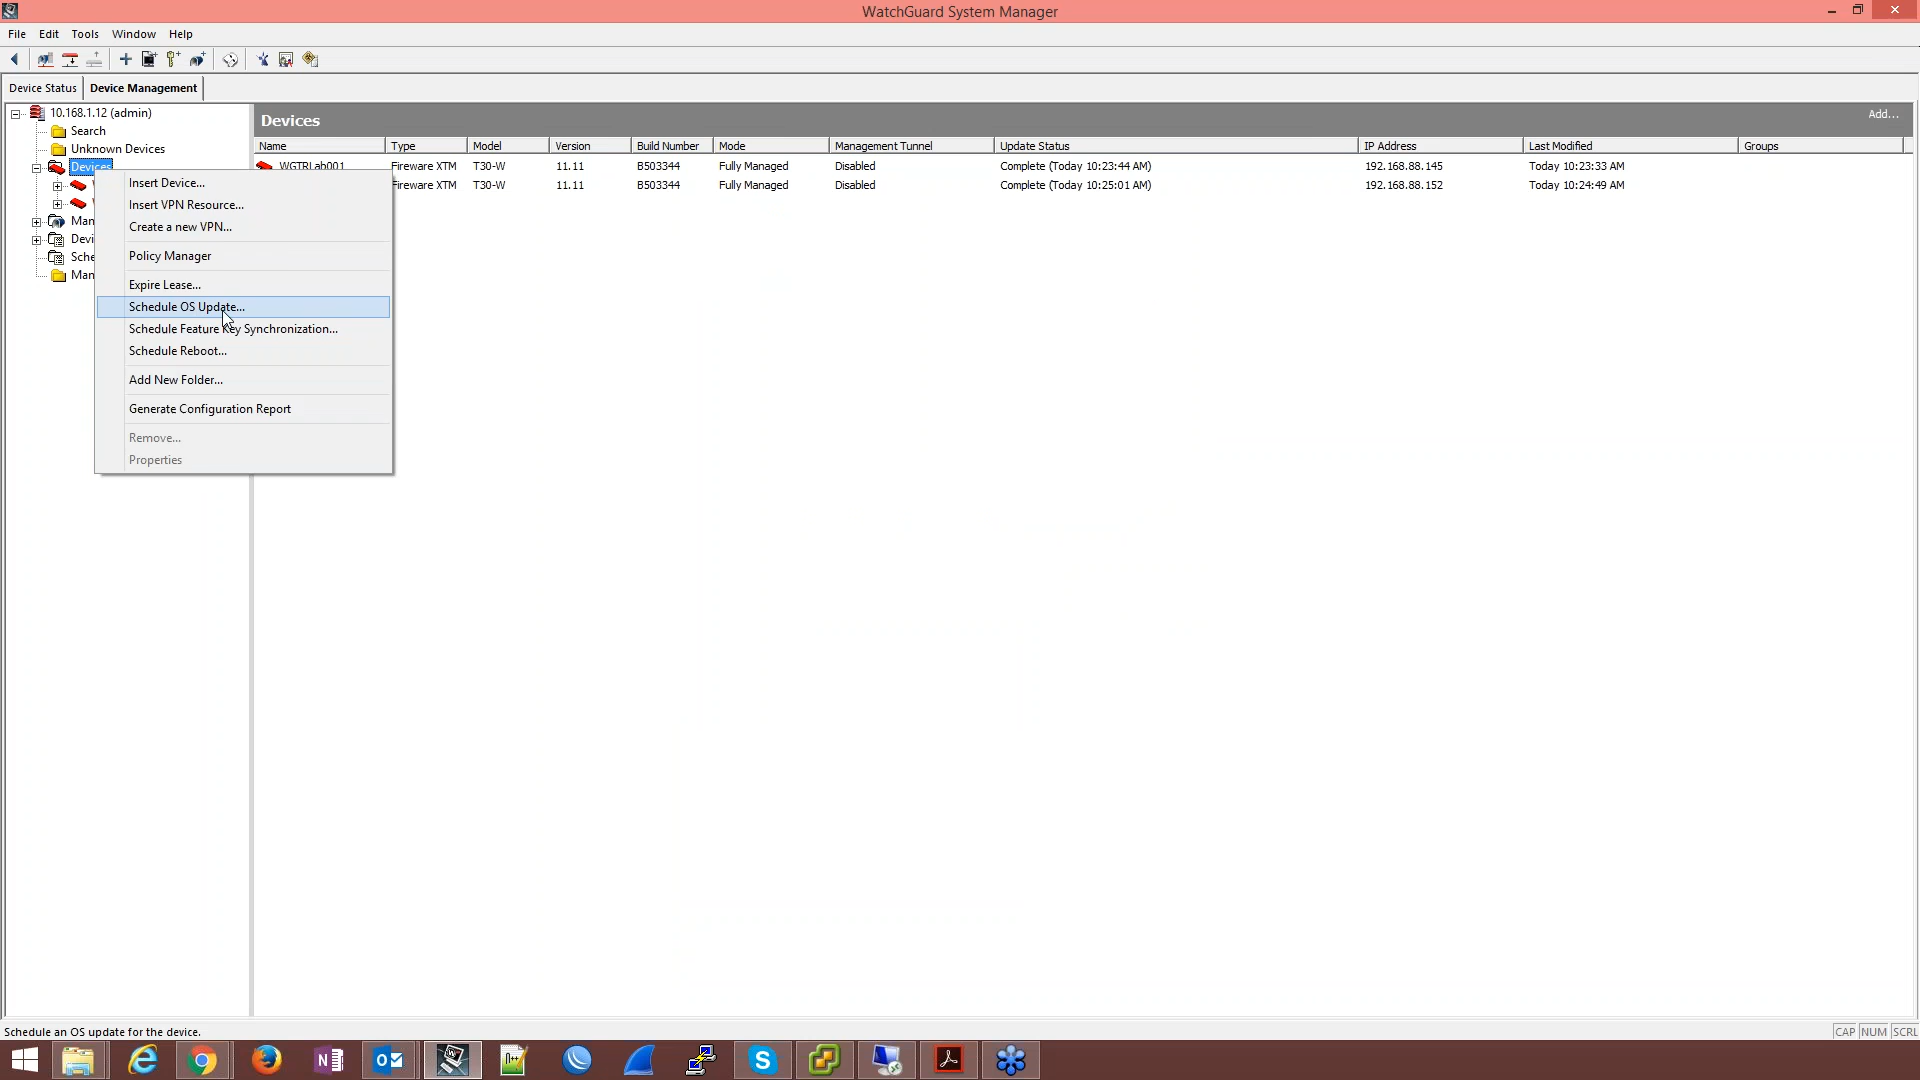 WatchGuard System Manager
File Edit Tools Window Help
Device Status Device Management
10.168.1.12 (admin)
Search
Unknown Devices
Devices
Man
Devi
Sche
Man
Insert Device...
Insert VPN Resource...
Create a new VPN...
Policy Manager
Expire Lease...
Schedule OS Update...
Schedule Feature Key Synchronization...
Schedule Reboot...
Add New Folder...
Generate Configuration Report
Remove...
Properties
Devices Add...
Name Type Model Version Build Number Mode Management Tunnel Update Status IP Address Last Modified Groups
WGTRLab001 Fireware XTM T30-W 11.11 B503344 Fully Managed Disabled Complete (Today 10:23:44 AM) 192.168.88.145 Today 10:23:33 AM
Fireware XTM T30-W 11.11 B503344 Fully Managed Disabled Complete (Today 10:25:01 AM) 192.168.88.152 Today 10:24:49 AM
Schedule an OS update for the device.
CAP NUM SCRL